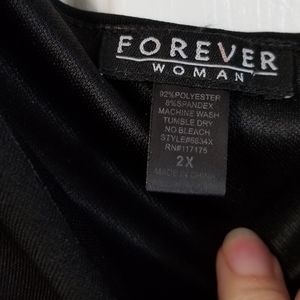 FOREVER
WOMAN
92%POLYESTER
8%SPANDEX
MACHINE WASH
TUMBLE DRY
NO BLEACH
STYLE#6634X
RN#117175
2X
MADE IN CHINA